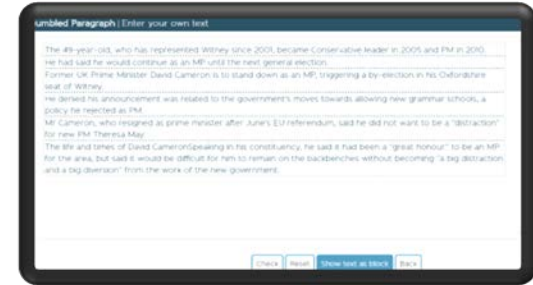 umbled Paragraph | Enter your own text
The 49-year-old, who has represented Witney since 2001, became Conservative leader in 2005 and PM in 2010.
He had said he would continue as an MP until the next general election.
Former UK Prime Minister David Cameron is to stand down as an MP, triggering a by-election in his Oxfordshire
seat of Witney.
He denied his announcement was related to the government's moves towards allowing new grammar schools, a
policy he rejected as PM.
Mr Cameron, who resigned as prime minister after June's EU referendum, said he did not want to be a "distraction"
for new PM Theresa May.
The life and times of David CameronSpeaking in his constituency, he said it had been a "great honour" to be an MP
for the area, but said it would be difficult for him to remain on the backbenches without becoming "a big distraction
and a big diversion" from the work of the new government.
Check Reset Show text as block Back